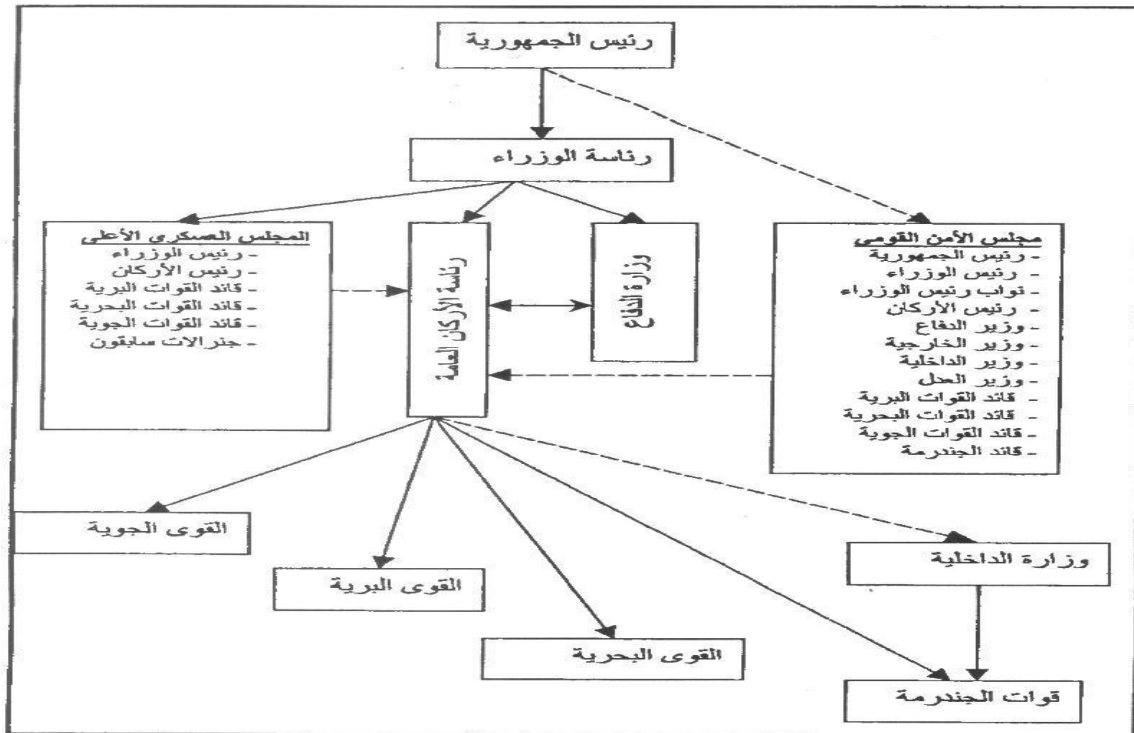 رئيس الجمهورية
رئاسة الوزراء
المجلس العسكري الأعلى
- رئيس الوزراء
- رئيس الأركان
- قائد القوات البرية
- قائد القوات البحرية
- قائد القوات الجوية
- جنرالات سابقون
رئاسة الأركان العامة
وزارة الدفاع
مجلس الأمن القومي
- رئيس الجمهورية
- رئيس الوزراء
- نواب رئيس الوزراء
- رئيس الأركان
- وزير الدفاع
- وزير الخارجية
- وزير الداخلية
- وزير العدل
- قائد القوات البرية
- قائد القوات البحرية
- قائد القوات الجوية
- قائد الجندرمة
القوى الجوية
وزارة الداخلية
القوى البرية
القوى البحرية
قوات الجندرمة